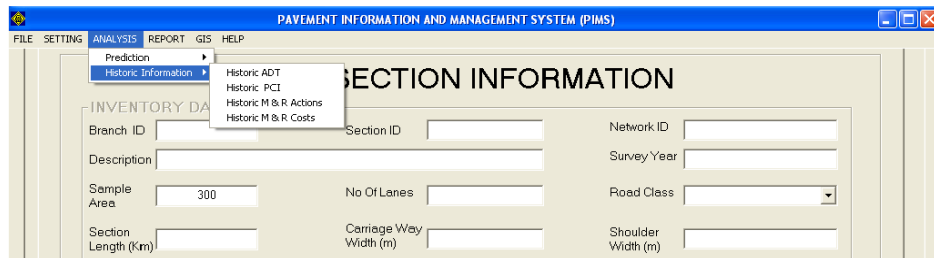 PAVEMENT INFORMATION AND MANAGEMENT SYSTEM (PIMS)
FILE SETTING ANALYSIS REPORT GIS HELP
Prediction
Historic Information
Historic ADT
Historic PCI
Historic M & R Actions
Historic M & R Costs
SECTION INFORMATION
INVENTORY DA
Branch ID Section ID Network ID
Description Survey Year
Sample Area 300 No Of Lanes Road Class
Section Length (Km) Carriage Way Width (m) Shoulder Width (m)